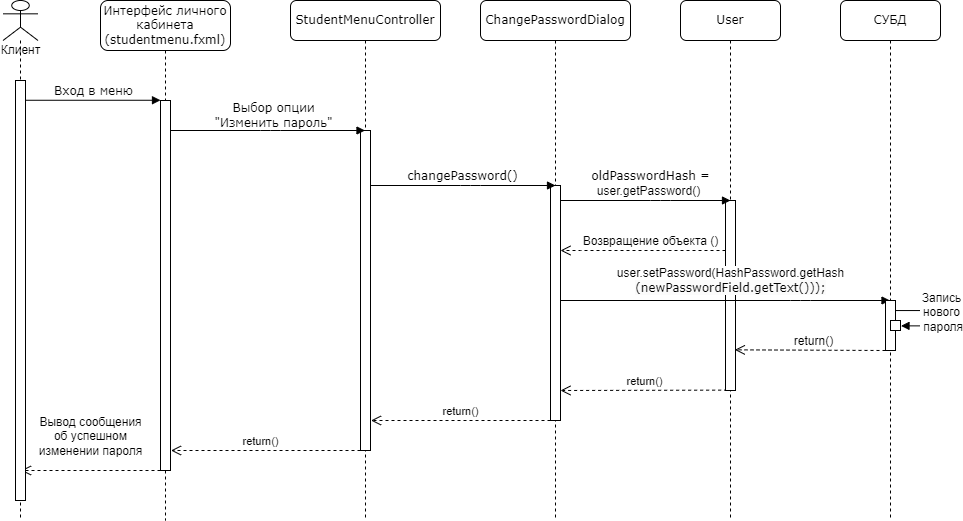 Клиент
Интерфейс личного
кабинета
(studentmenu.fxml)
StudentMenuController
ChangePasswordDialog
User
СУБД
Вход в меню
Выбор опции
"Изменить пароль"
changePassword()
oldPasswordHash =
user.getPassword()
Возвращение объекта ()
user.setPassword(HashPassword.getHash
(newPasswordField.getText()));
Запись
нового
пароля
return()
return()
return()
return()
Вывод сообщения
об успешном
изменении пароля